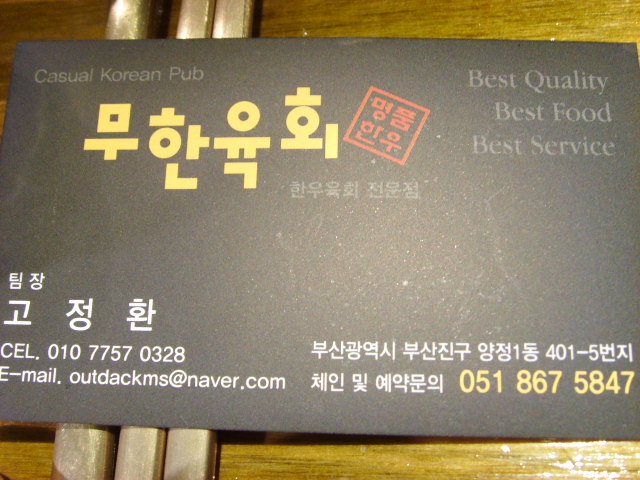 Casual Korean Pub
무한육회
명품
한우
한우육회 전문점
Best Quality
Best Food
Best Service
팀장
고 정 환
CEL. 010 7757 0328
E-mail. outdackms@naver.com
부산광역시 부산진구 양정1동 401-5번지
체인 및 예약문의 051 867 5847